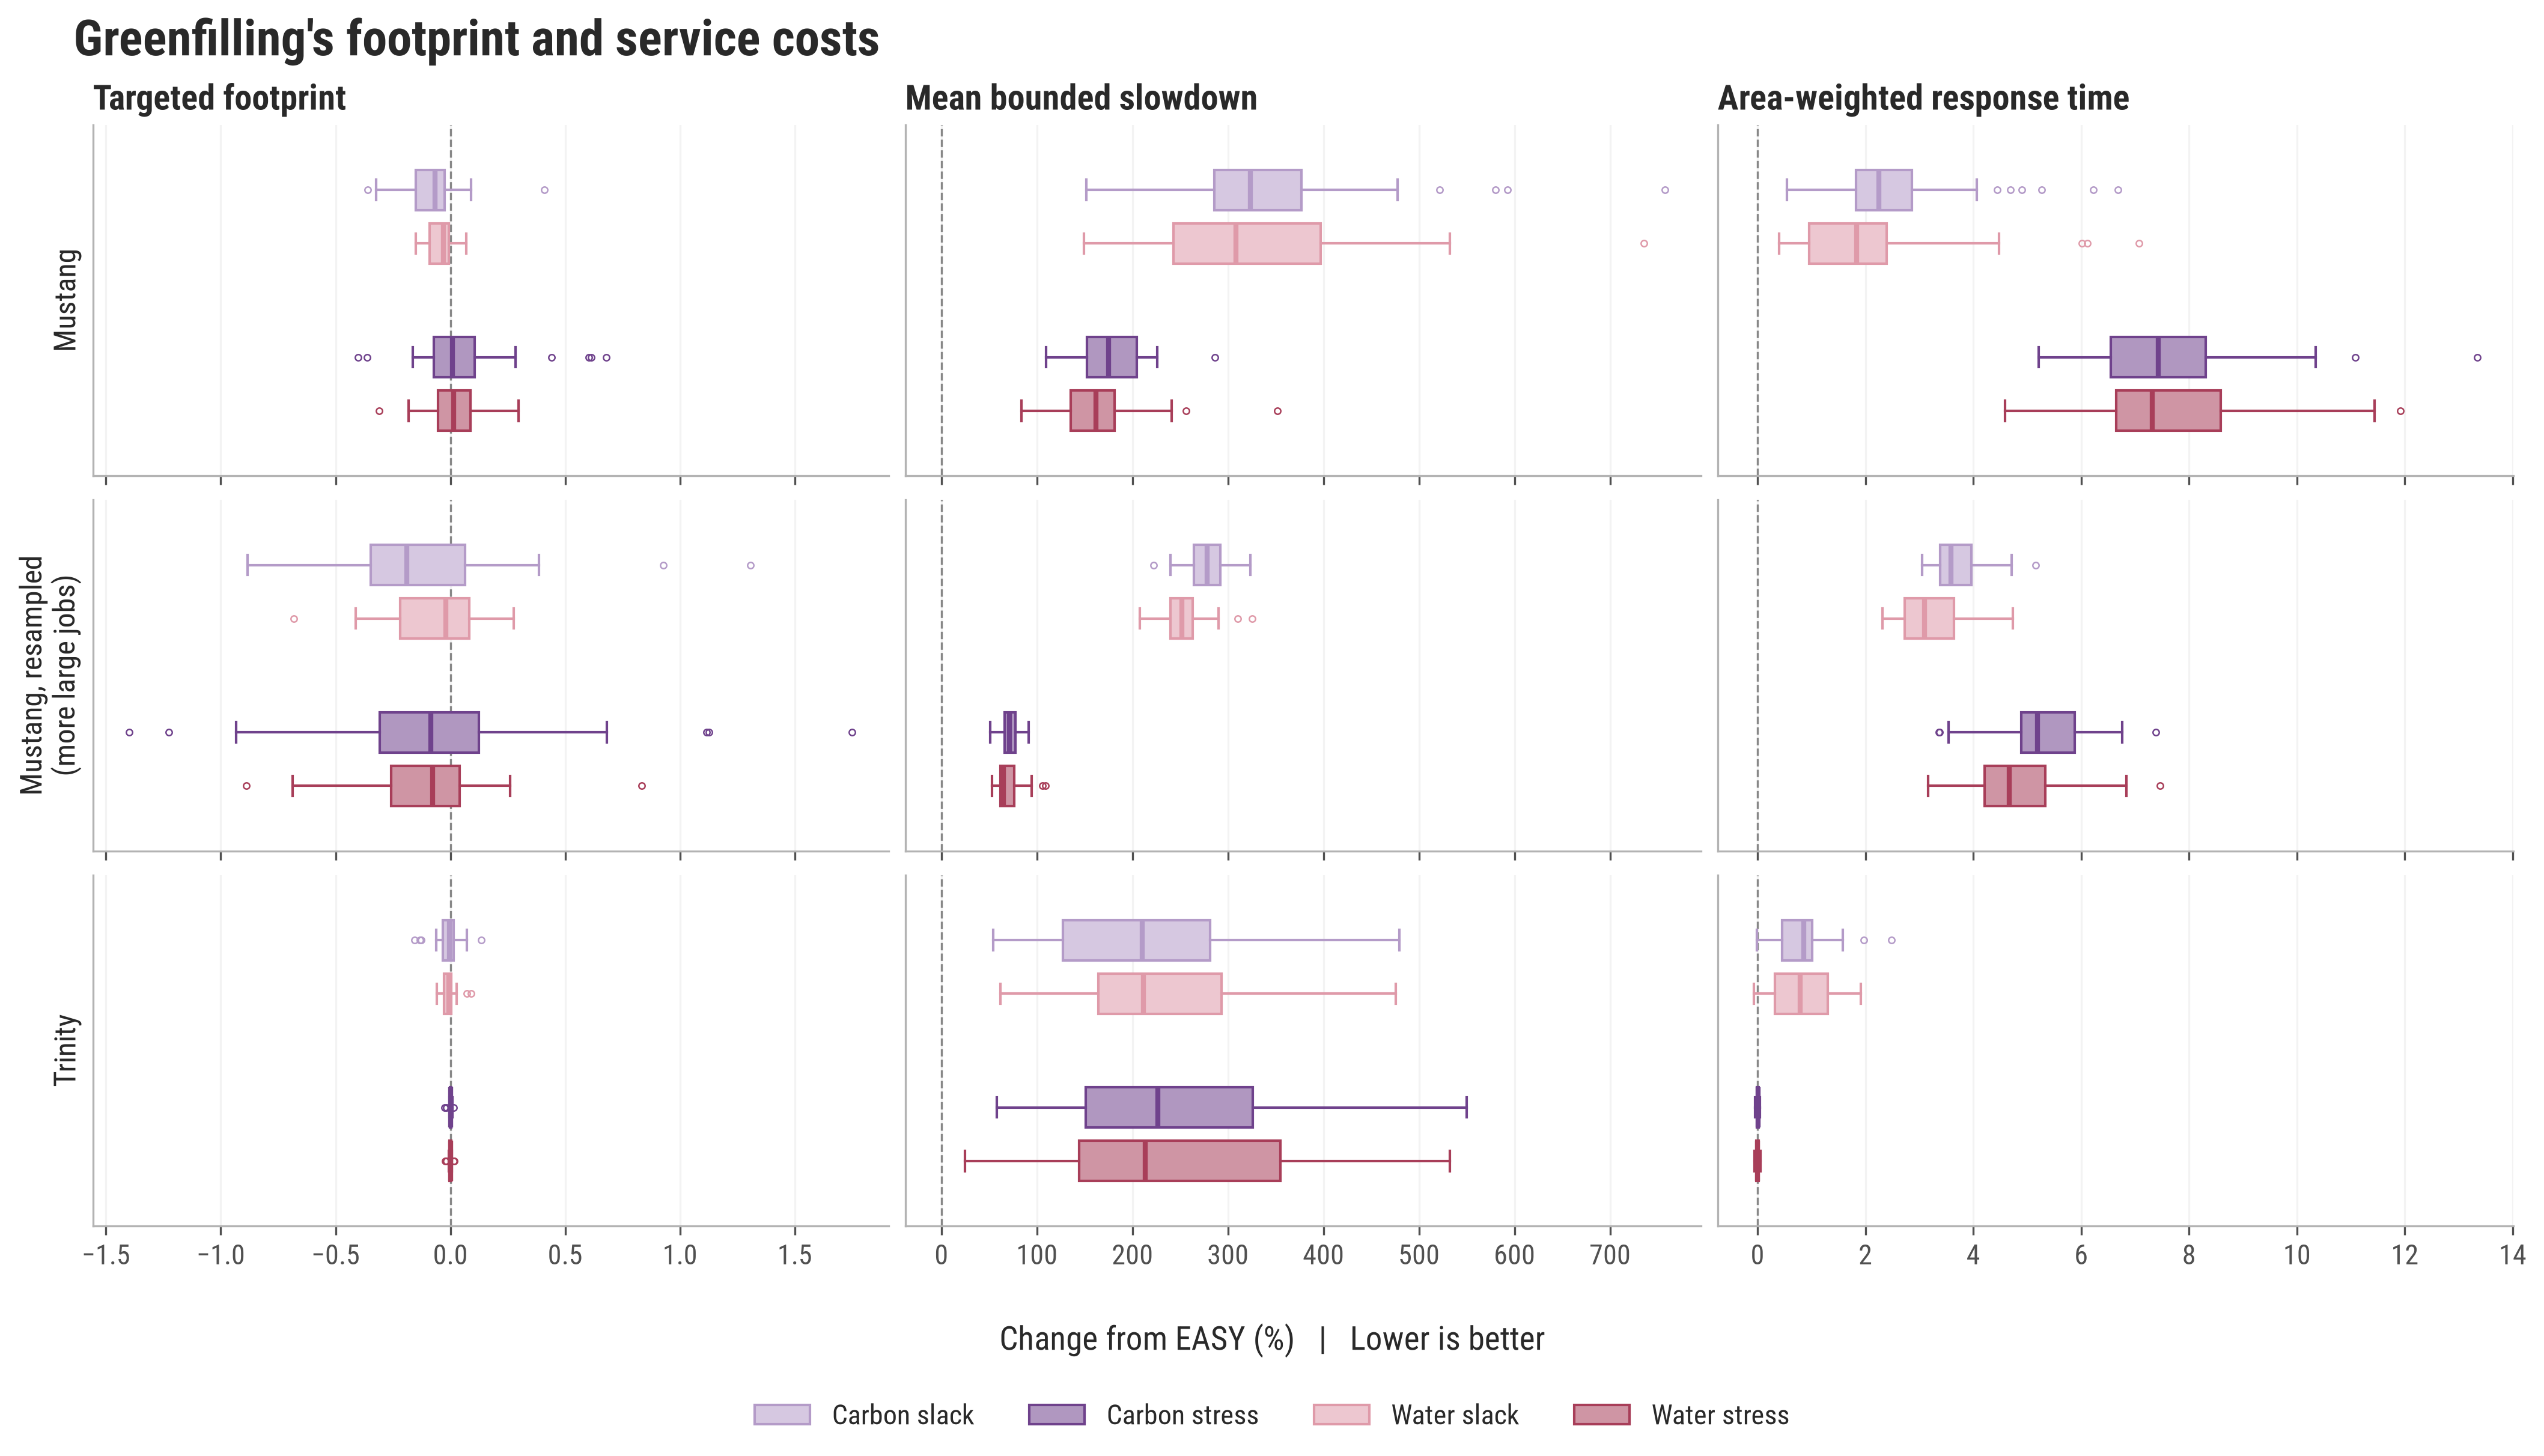 Greenfilling's footprint and service costs
Targeted footprint
Mean bounded slowdown
Area-weighted response time
Mustang
Mustang, resampled
(more large jobs)
Trinity
−1.5 −1.0 −0.5 0.0 0.5 1.0 1.5
0 100 200 300 400 500 600 700
0 2 4 6 8 10 12 14
Change from EASY (%) | Lower is better
Carbon slack
Carbon stress
Water slack
Water stress